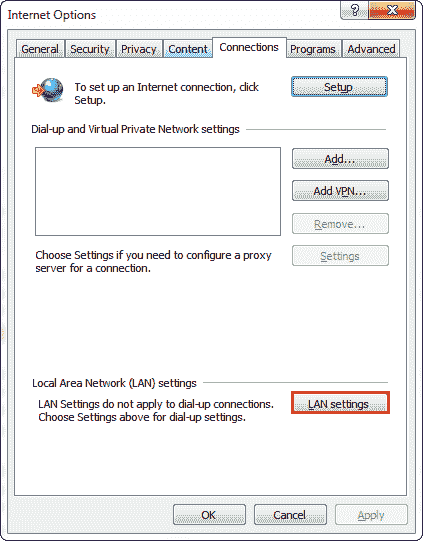 Internet Options
?
General Security Privacy Content Connections Programs Advanced
To set up an Internet connection, click
Setup.
Setup
Dial-up and Virtual Private Network settings
Add...
Add VPN...
Remove...
Choose Settings if you need to configure a proxy
server for a connection.
Settings
Local Area Network (LAN) settings
LAN Settings do not apply to dial-up connections.
Choose Settings above for dial-up settings.
LAN settings
OK Cancel Apply